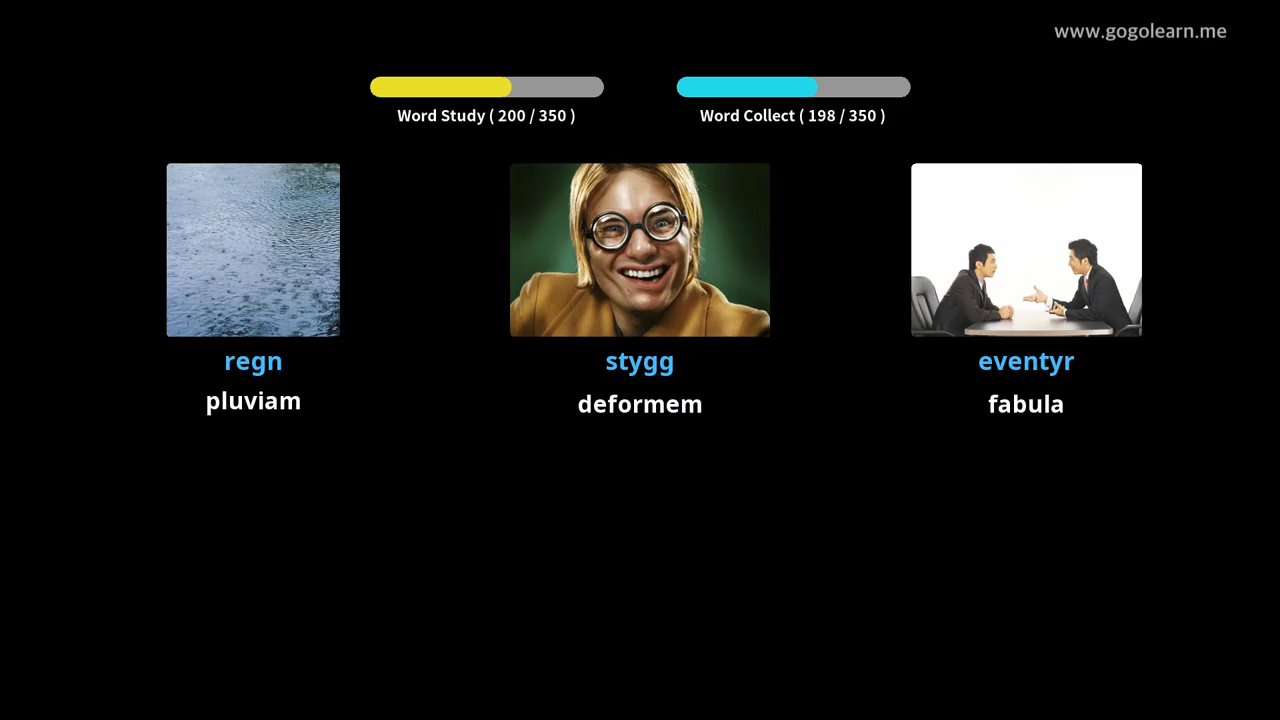 www.gogolearn.me
Word Study ( 200 / 350 )
Word Collect ( 198 / 350 )
regn
stygg
eventyr
pluviam
deformem
fabula